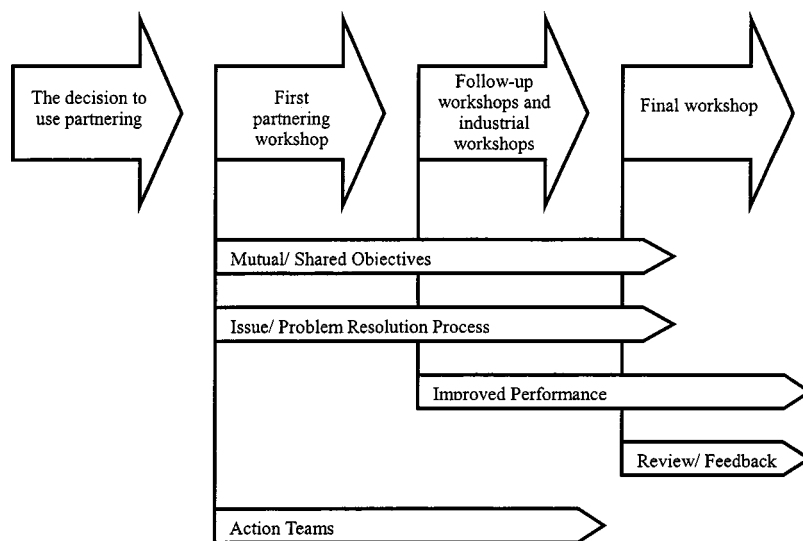 The decision to
use partnering
First
partnering
workshop
Follow-up
workshops and
industrial
workshops
Final workshop
Mutual/ Shared Obiectives
Issue/ Problem Resolution Process
Improved Performance
Review/ Feedback
Action Teams